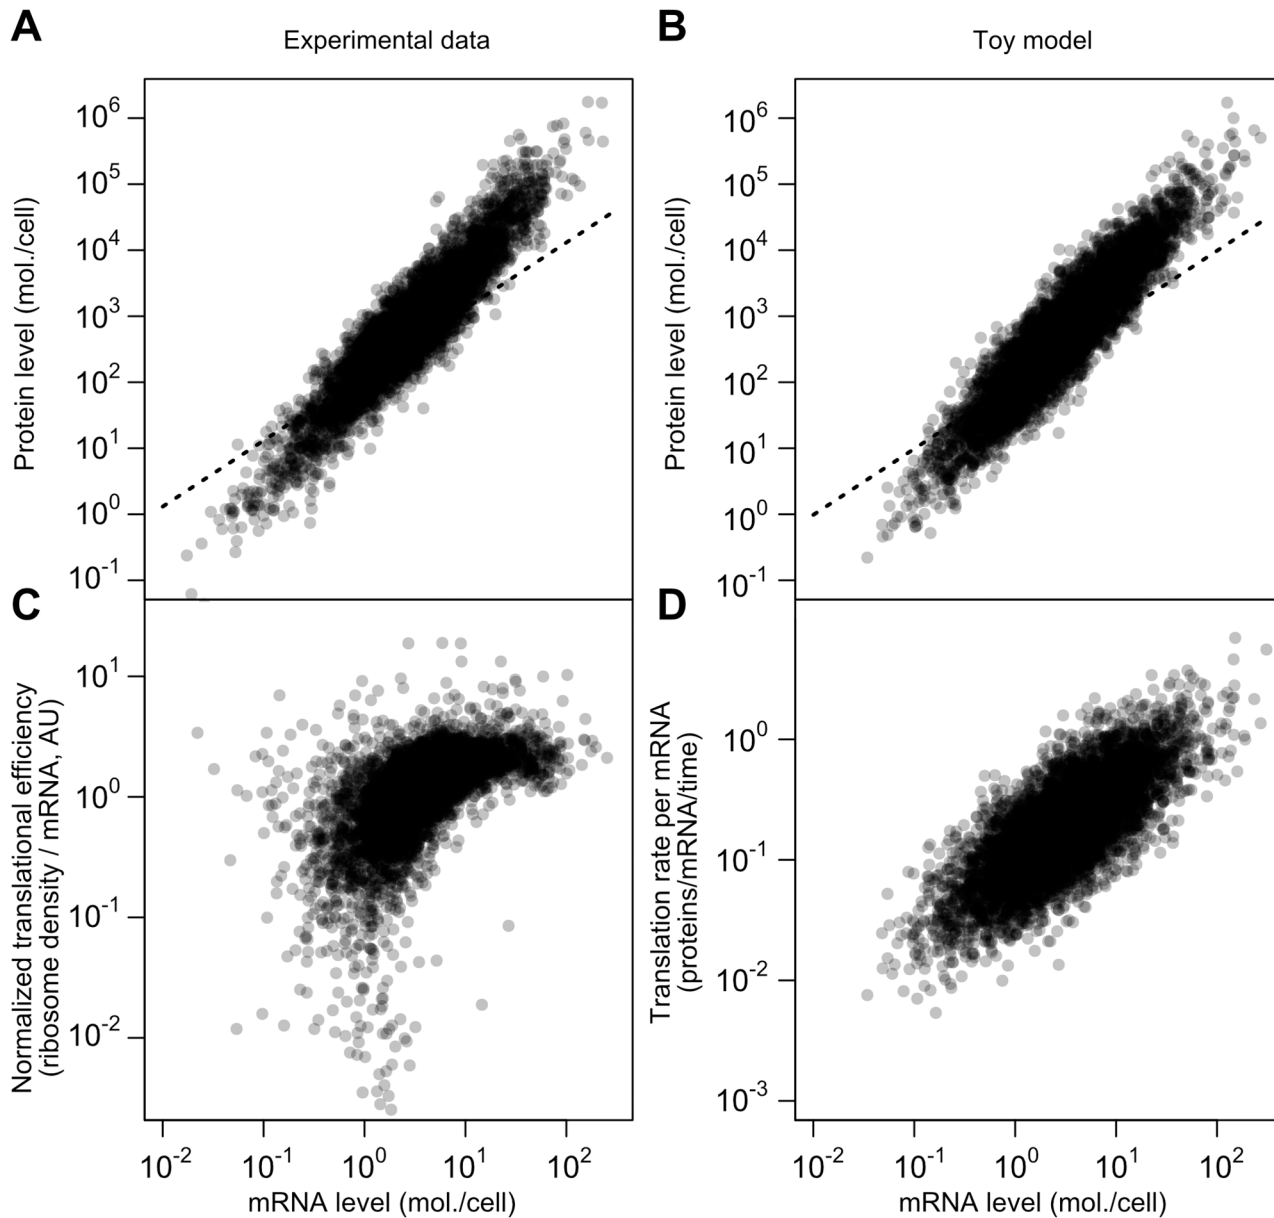 A
Experimental data
B
Toy model
Protein level (mol./cell)
10^6
10^5
10^4
10^3
10^2
10^1
10^0
10^-1
Protein level (mol./cell)
10^6
10^5
10^4
10^3
10^2
10^1
10^0
10^-1
C
Normalized translational efficiency
(ribosome density / mRNA, AU)
10^1
10^0
10^-1
10^-2
10^-2 10^-1 10^0 10^1 10^2
mRNA level (mol./cell)
D
Translation rate per mRNA
(proteins/mRNA/time)
10^0
10^-1
10^-2
10^-3
10^-2 10^-1 10^0 10^1 10^2
mRNA level (mol./cell)